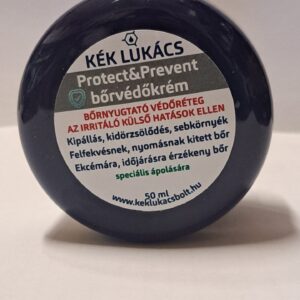 KÉK LUKÁCS
Protect&Prevent
bőrvédőkrém
BŐRNYUGTATÓ VÉDŐRÉTEG
AZ IRRITÁLÓ KÜLSŐ HATÁSOK ELLEN
Kipállás, kidörzsölődés, sebkörnyék
Felfekvésnek, nyomásnak kitett bőr
Ekcémára, időjárásra érzékeny bőr
speciális ápolására
50 ml
www.keklukacsbolt.hu